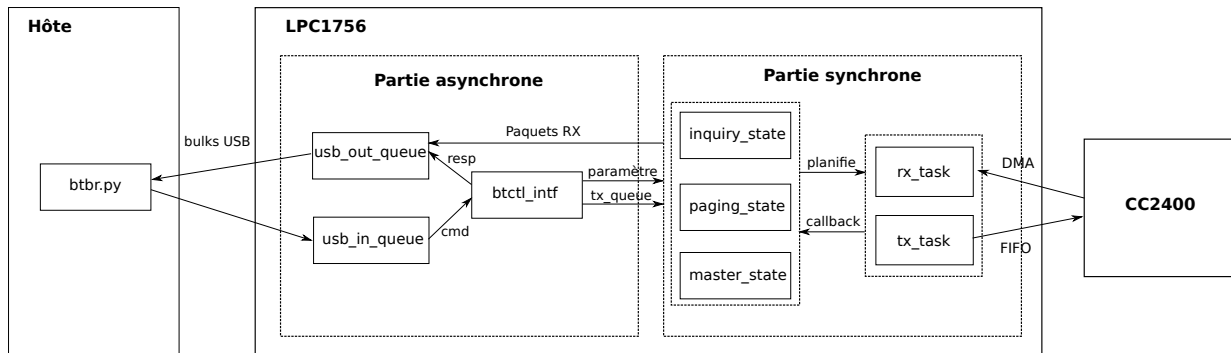 Hôte
LPC1756
Partie asynchrone
Partie synchrone
bulks USB
btbr.py
usb_out_queue
usb_in_queue
resp
cmd
btctl_intf
Paquets RX
paramètre
tx_queue
inquiry_state
paging_state
master_state
planifie
callback
rx_task
tx_task
DMA
FIFO
CC2400